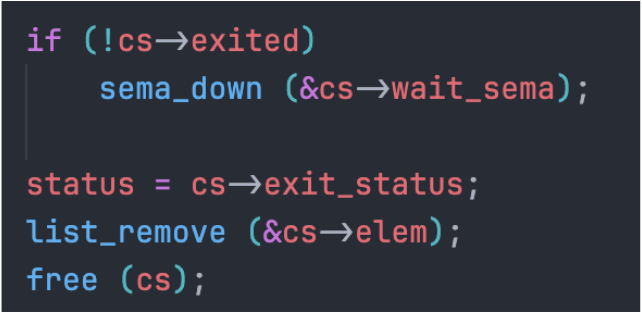 if (!cs->exited)
    sema_down (&cs->wait_sema);
status = cs->exit_status;
list_remove (&cs->elem);
free (cs);